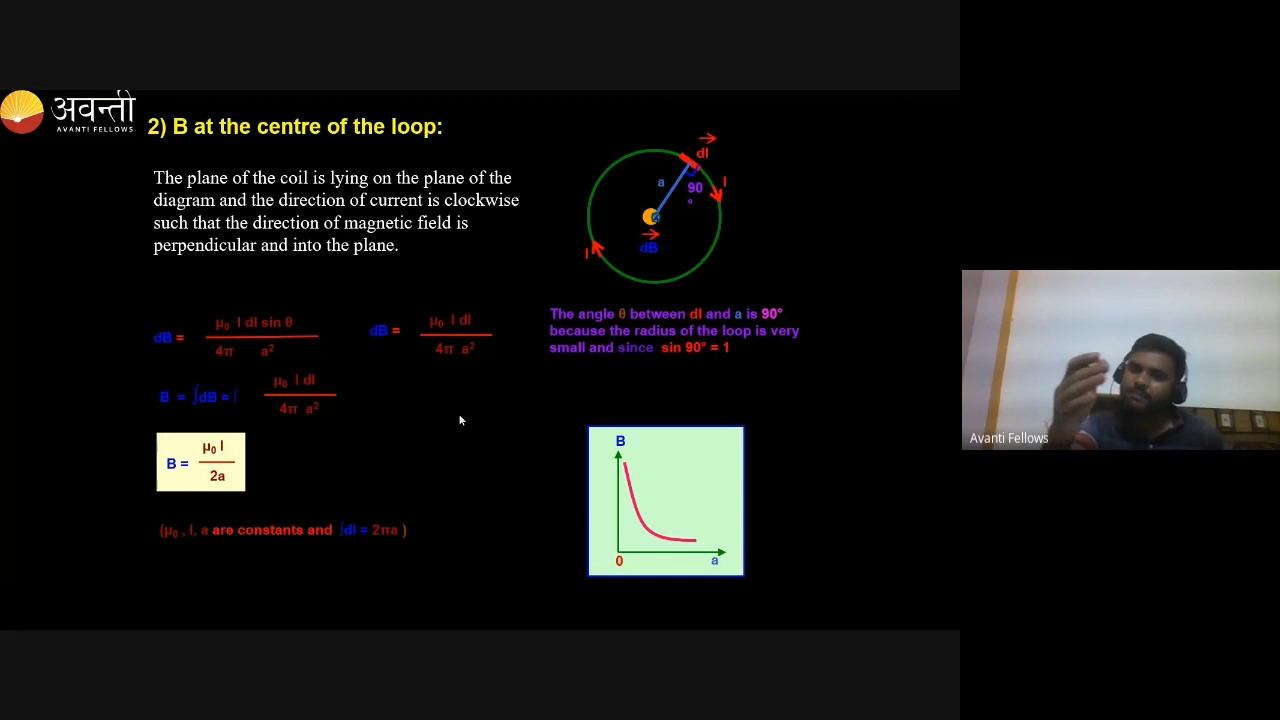 अवन्ती
AVANTI FELLOWS
2) B at the centre of the loop:
The plane of the coil is lying on the plane of the
diagram and the direction of current is clockwise
such that the direction of magnetic field is
perpendicular and into the plane.
dl
a
90
°
I
I
dB
dB = μ₀ I dl sin θ / 4π a²
dB = μ₀ I dl / 4π a²
B = ∫dB = ∫ μ₀ I dl / 4π a²
B = μ₀ I / 2a
(μ₀ , I, a are constants and ∫dl = 2πa )
The angle θ between dl and a is 90°
because the radius of the loop is very
small and since sin 90° = 1
B
0
a
Avanti Fellows